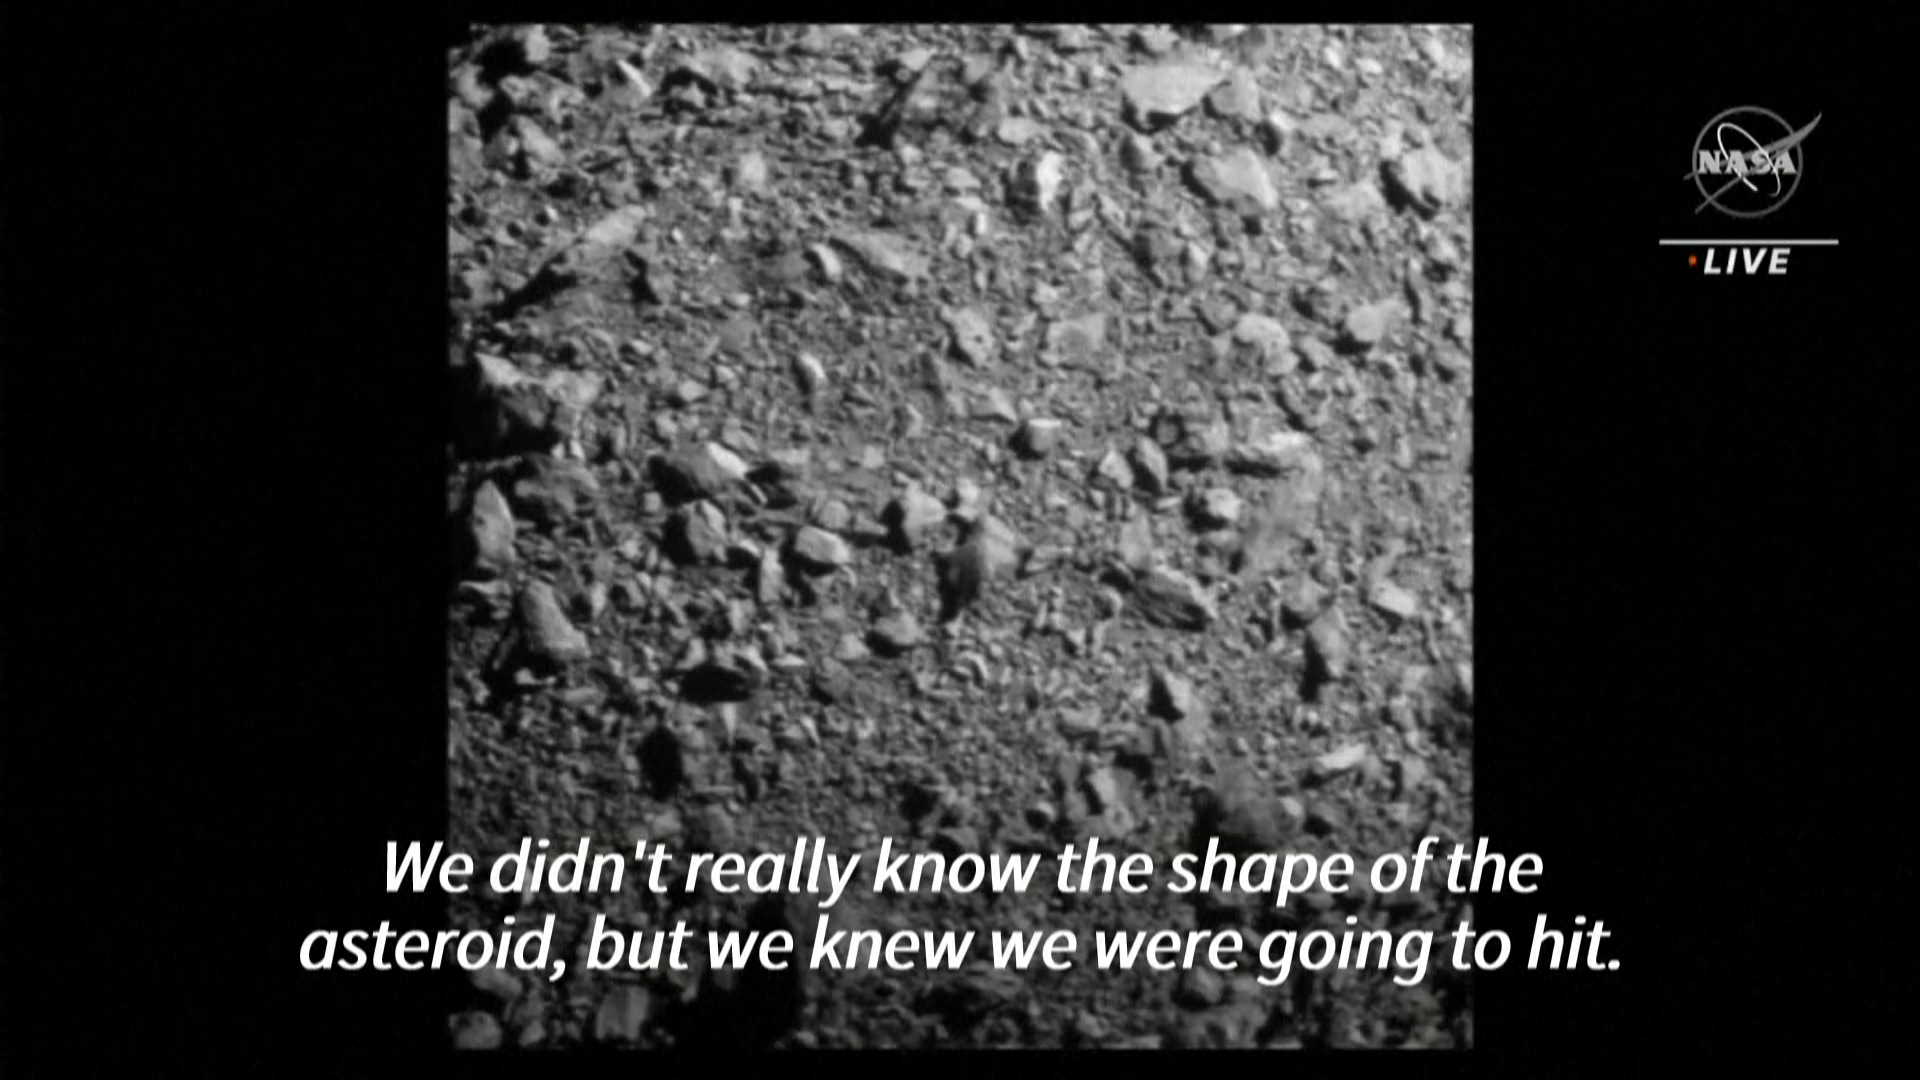 NASA
LIVE
We didn't really know the shape of the
asteroid, but we knew we were going to hit.